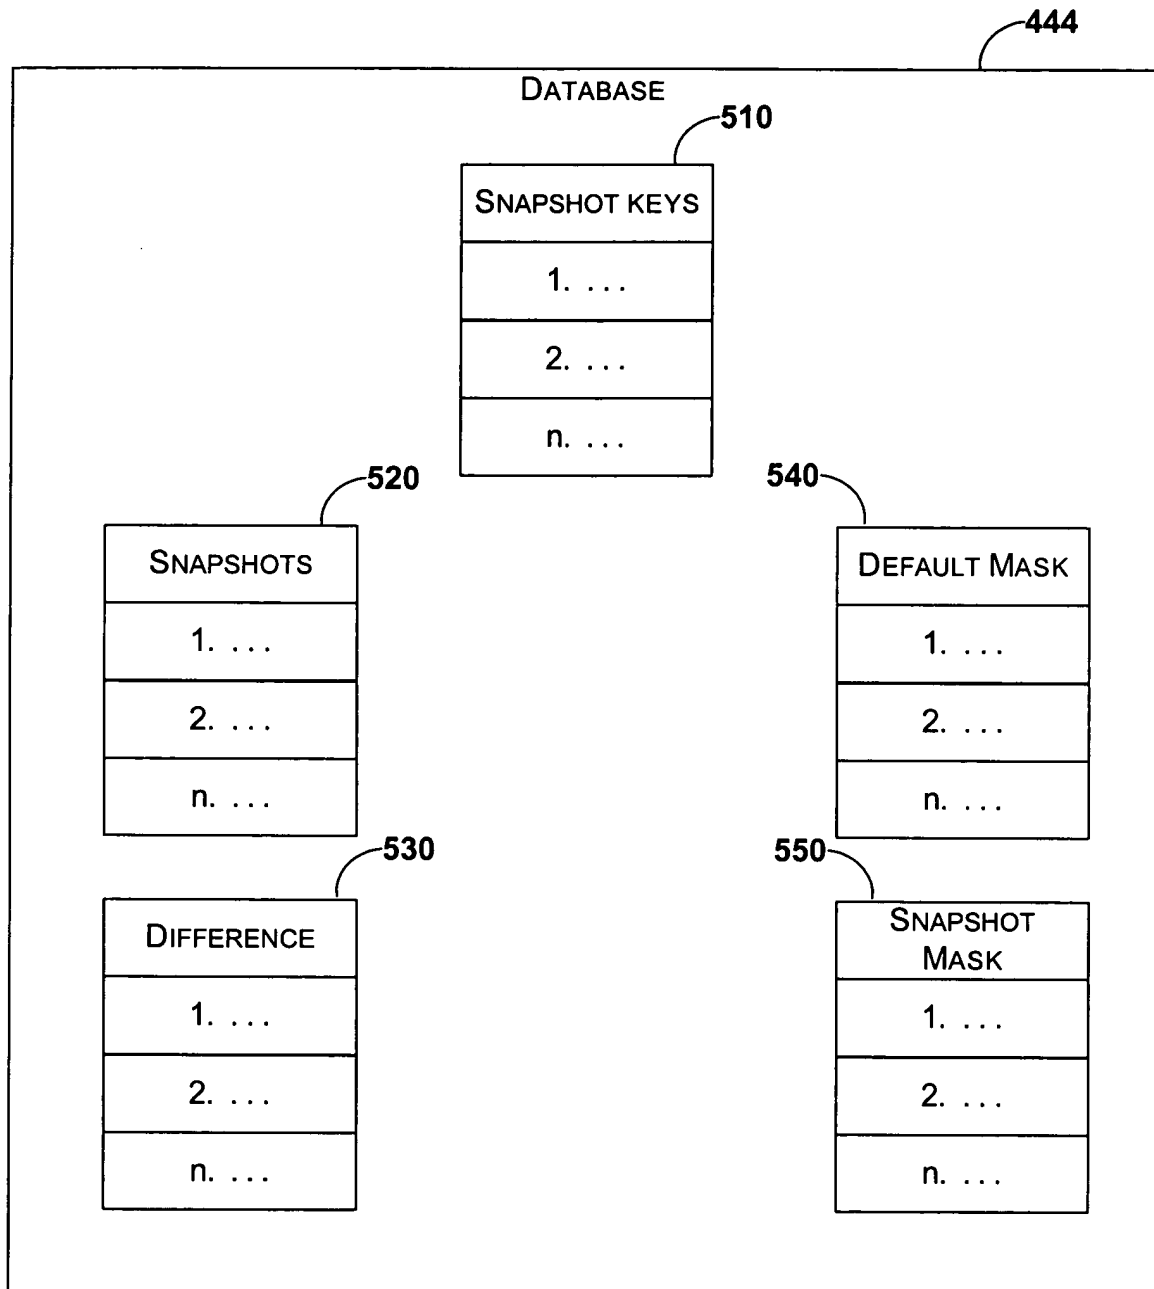 444
DATABASE
510
SNAPSHOT KEYS
1. ...
2. ...
n. ...
520
SNAPSHOTS
1. ...
2. ...
n. ...
540
DEFAULT MASK
1. ...
2. ...
n. ...
530
DIFFERENCE
1. ...
2. ...
n. ...
550
SNAPSHOT
MASK
1. ...
2. ...
n. ...